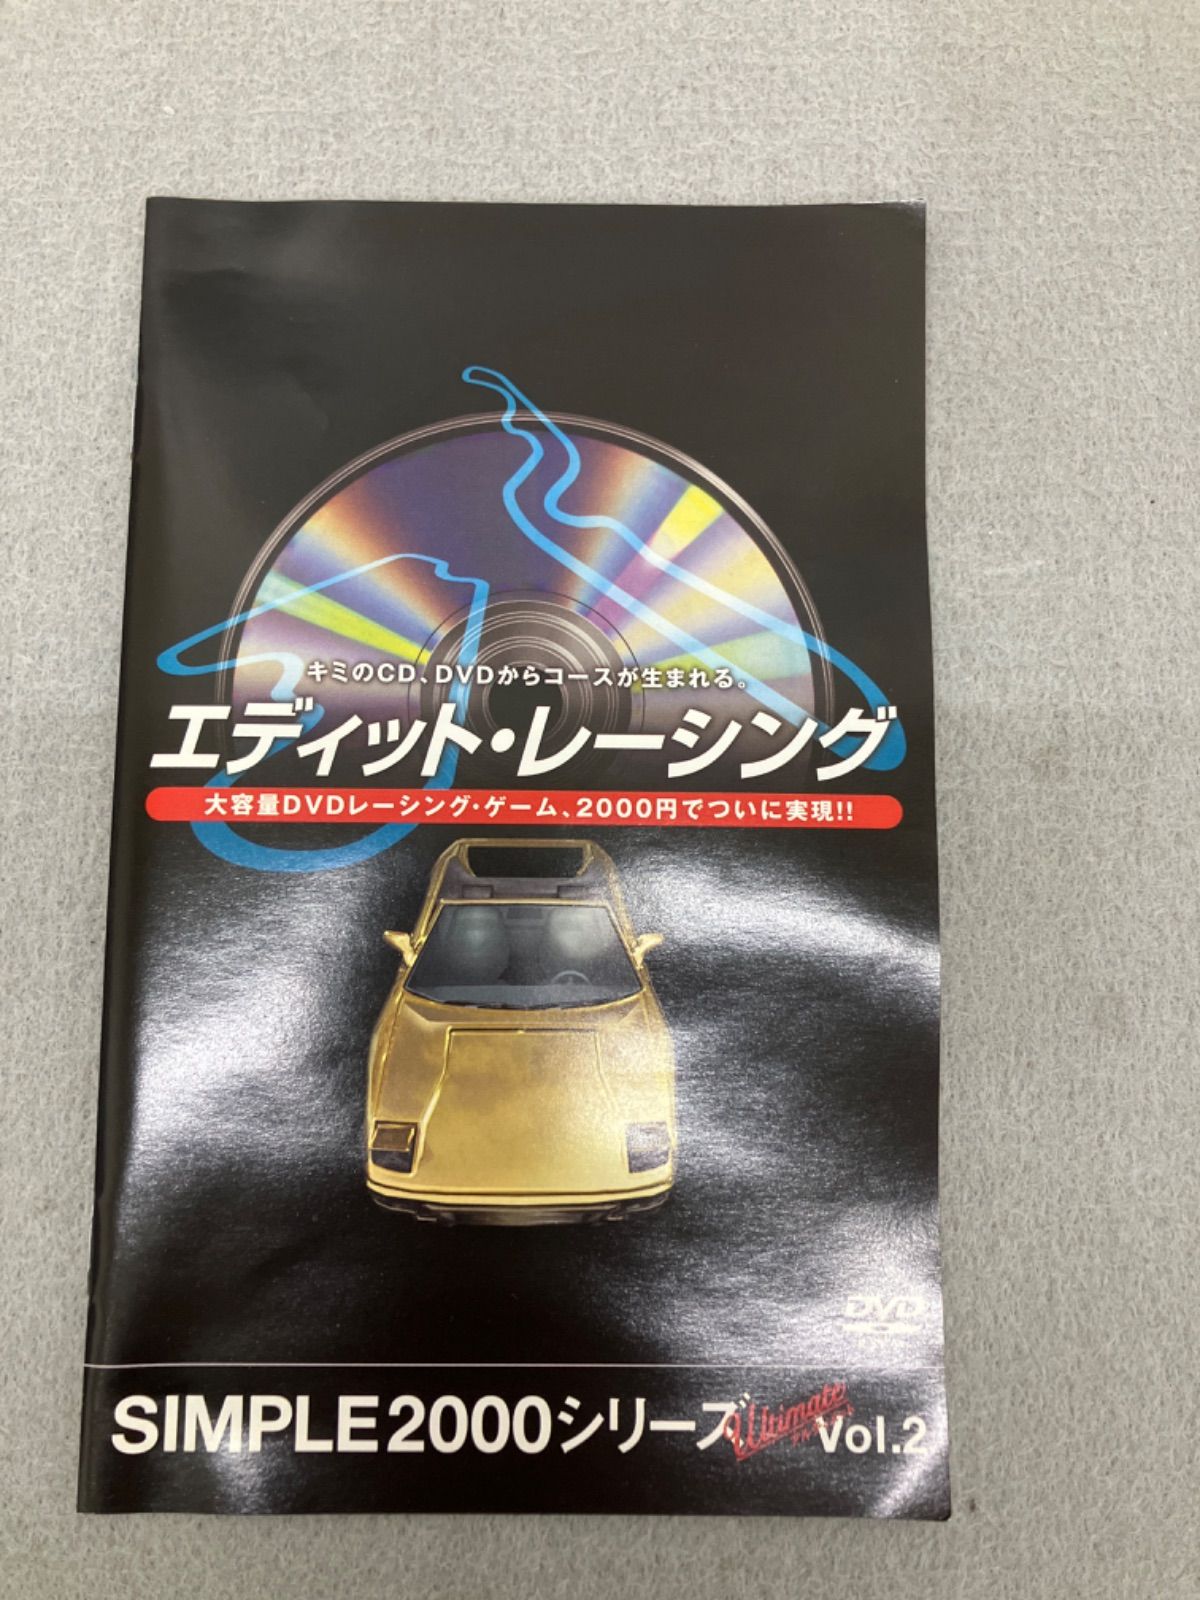 キミのCD、DVDからコースが生まれる。
エディット・レーシング
大容量DVDレーシング・ゲーム、2000円でついに実現!!
DVD
SIMPLE2000シリーズ Ultimate Vol.2